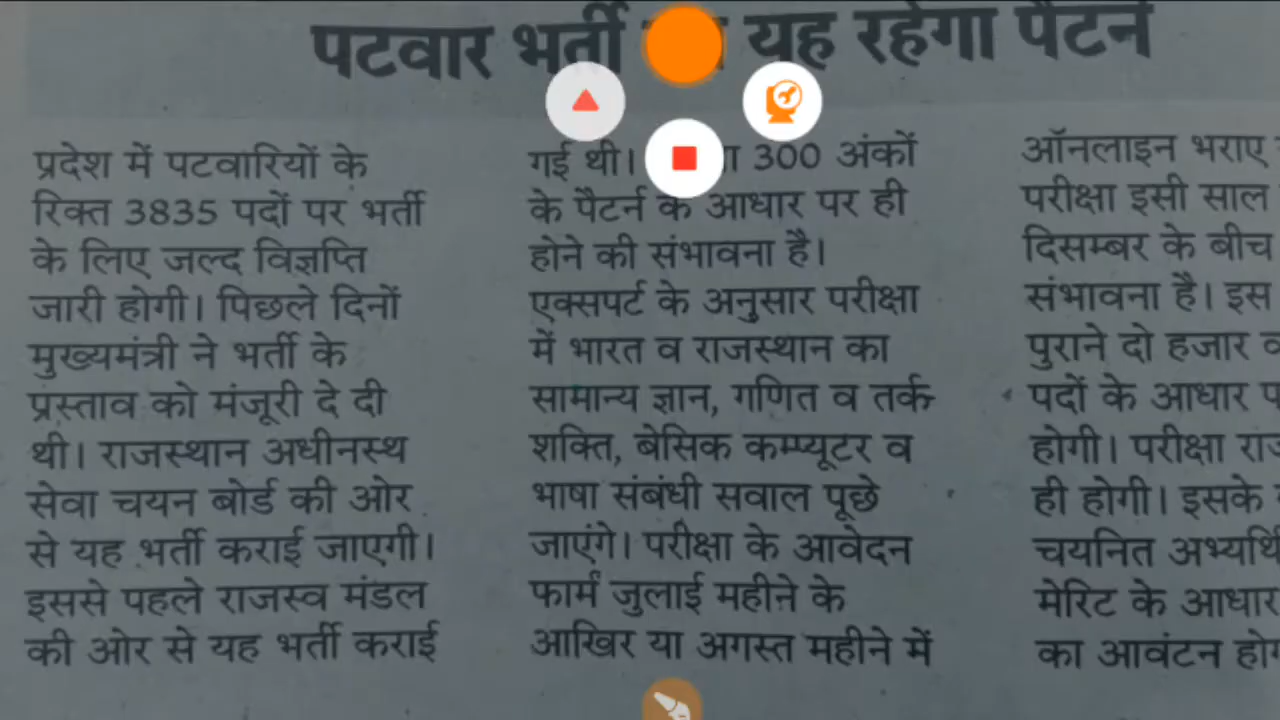 पटवार भर्ती यह रहेगा पैटर्न
प्रदेश में पटवारियों के
रिक्त 3835 पदों पर भर्ती
के लिए जल्द विज्ञप्ति
जारी होगी। पिछले दिनों
मुख्यमंत्री ने भर्ती के
प्रस्ताव को मंजूरी दे दी
थी। राजस्थान अधीनस्थ
सेवा चयन बोर्ड की ओर
से यह भर्ती कराई जाएगी।
इससे पहले राजस्व मंडल
की ओर से यह भर्ती कराई
गई थी। 300 अंकों
के पैटर्न के आधार पर ही
होने की संभावना है।
एक्सपर्ट के अनुसार परीक्षा
में भारत व राजस्थान का
सामान्य ज्ञान, गणित व तर्क
शक्ति, बेसिक कम्प्यूटर व
भाषा संबंधी सवाल पूछे
जाएंगे। परीक्षा के आवेदन
फार्म जुलाई महीने के
आखिर या अगस्त महीने में
ऑनलाइन भराए
परीक्षा इसी साल
दिसम्बर के बीच
संभावना है। इस
पुराने दो हजार
पदों के आधार
होगी। परीक्षा
ही होगी। इसके
चयनित
मेरिट के आधार
का आवंटन